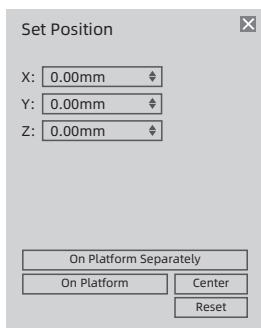 Set Position
X: 0.00mm
Y: 0.00mm
Z: 0.00mm
On Platform Separately
On Platform Center
Reset